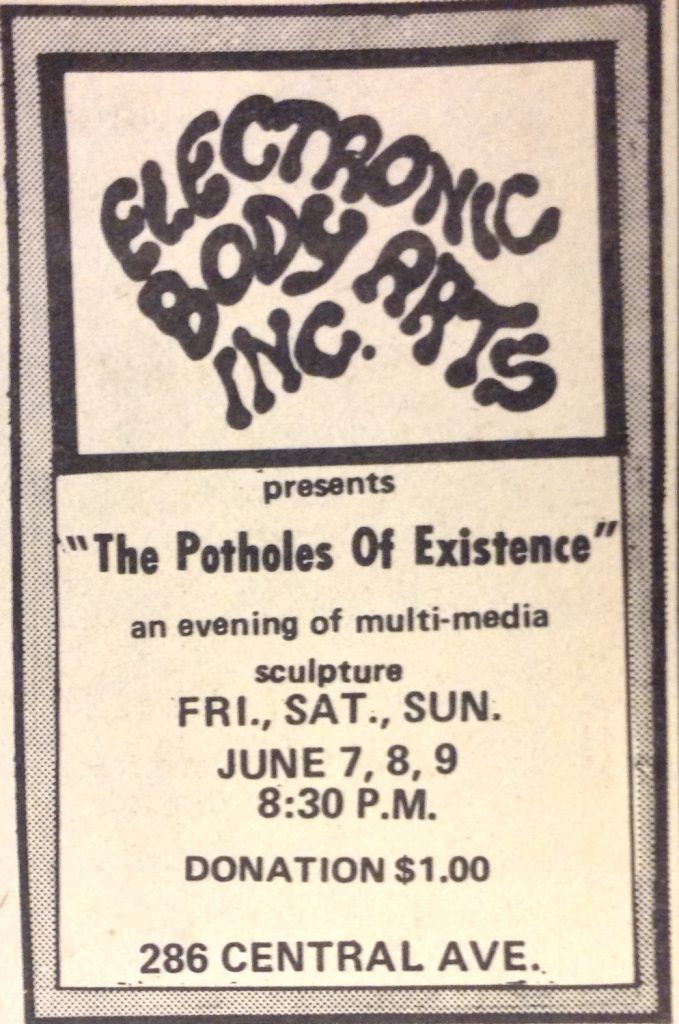 ELECTRONIC
BODY ARTS
INC.
presents
"The Potholes Of Existence"
an evening of multi-media
sculpture
FRI., SAT., SUN.
JUNE 7, 8, 9
8:30 P.M.
DONATION $1.00
286 CENTRAL AVE.